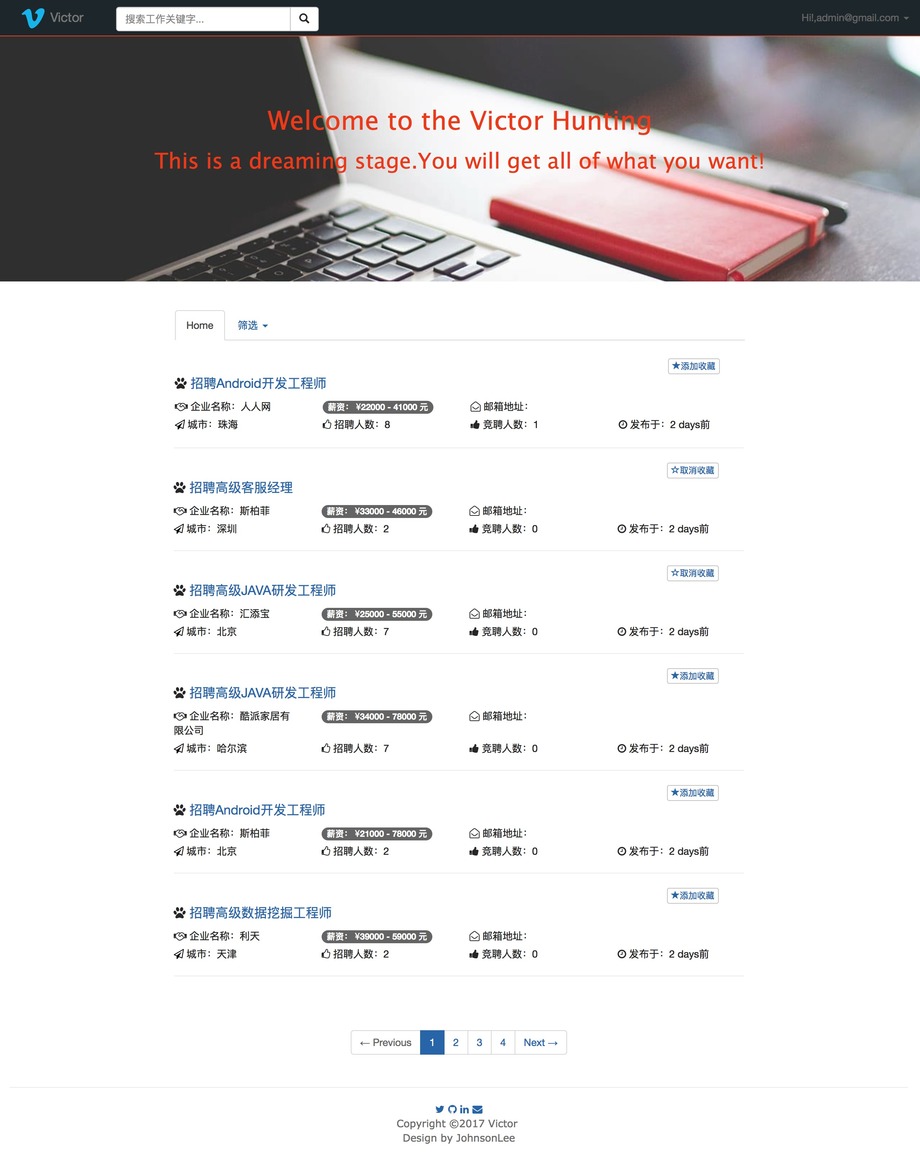 Victor
搜索工作关键字...
Hi!,admin@gmail.com
Welcome to the Victor Hunting
This is a dreaming stage.You will get all of what you want!
Home
筛选
★添加收藏
招聘Android开发工程师
企业名称：人人网
薪资： ¥22000 - 41000 元
邮箱地址：
城市：珠海
招聘人数：8
竞聘人数：1
发布于：2 days前
☆取消收藏
招聘高级客服经理
企业名称：斯柏菲
薪资： ¥33000 - 46000 元
邮箱地址：
城市：深圳
招聘人数：2
竞聘人数：0
发布于：2 days前
☆取消收藏
招聘高级JAVA研发工程师
企业名称：汇添宝
薪资： ¥25000 - 55000 元
邮箱地址：
城市：北京
招聘人数：7
竞聘人数：0
发布于：2 days前
★添加收藏
招聘高级JAVA研发工程师
企业名称：酷派家居有
限公司
薪资： ¥34000 - 78000 元
邮箱地址：
城市：哈尔滨
招聘人数：7
竞聘人数：0
发布于：2 days前
★添加收藏
招聘Android开发工程师
企业名称：斯柏菲
薪资： ¥21000 - 78000 元
邮箱地址：
城市：北京
招聘人数：2
竞聘人数：0
发布于：2 days前
★添加收藏
招聘高级数据挖掘工程师
企业名称：利天
薪资： ¥39000 - 59000 元
邮箱地址：
城市：天津
招聘人数：2
竞聘人数：0
发布于：2 days前
← Previous 1 2 3 4 Next →
Copyright ©2017 Victor
Design by JohnsonLee